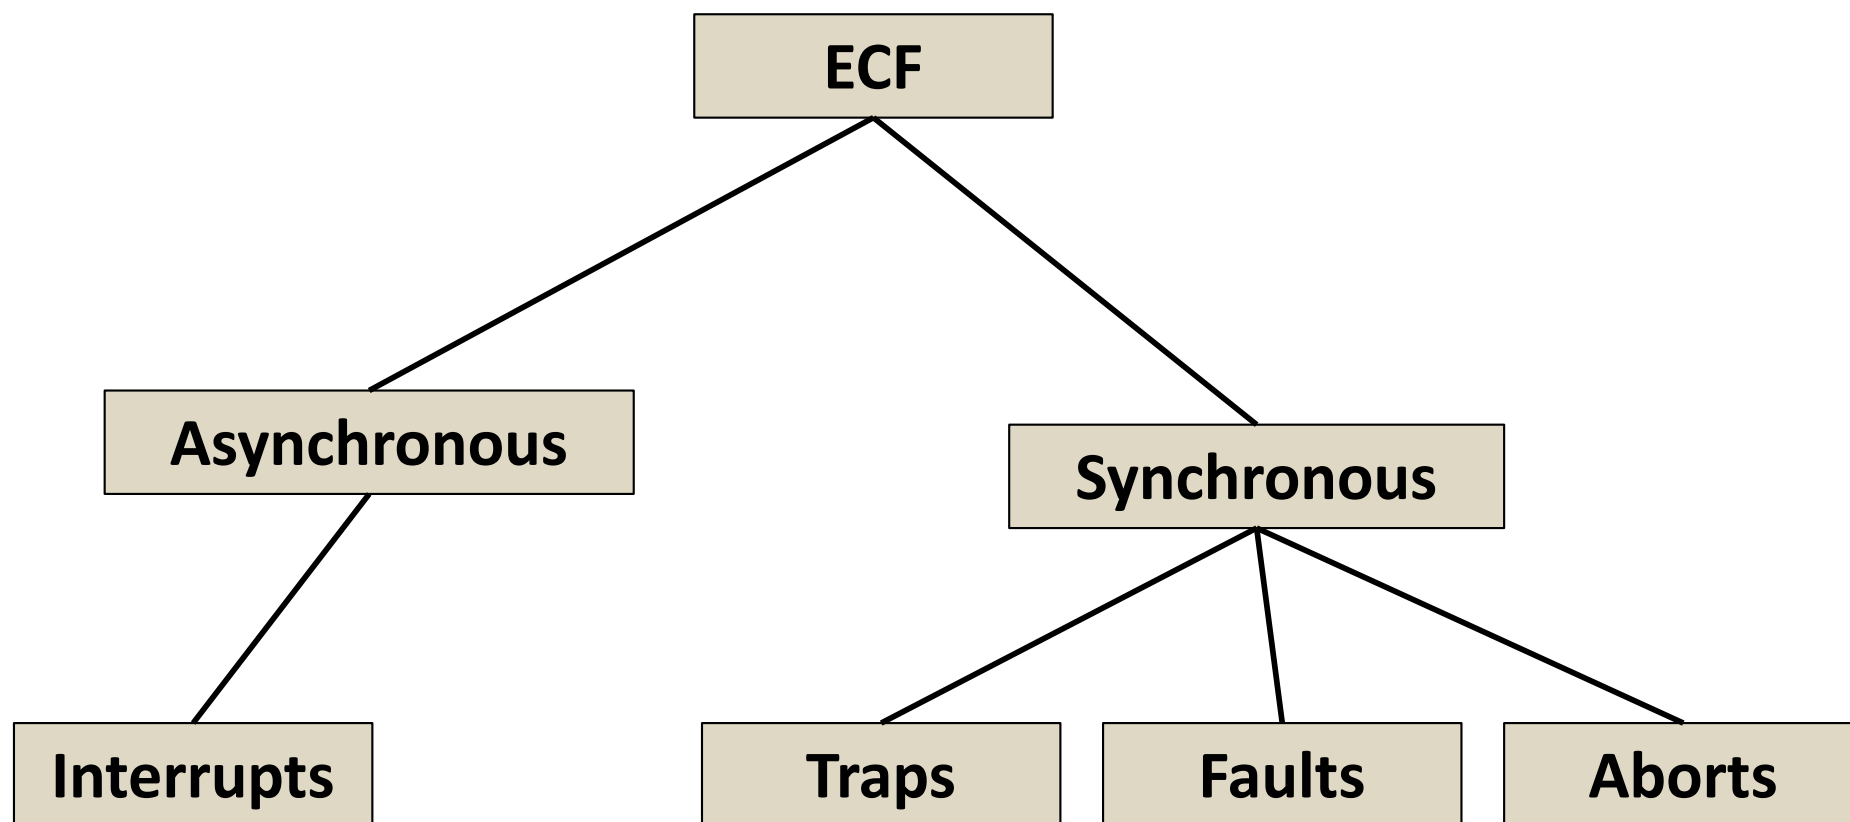 ECF
Asynchronous
Synchronous
Interrupts
Traps
Faults
Aborts